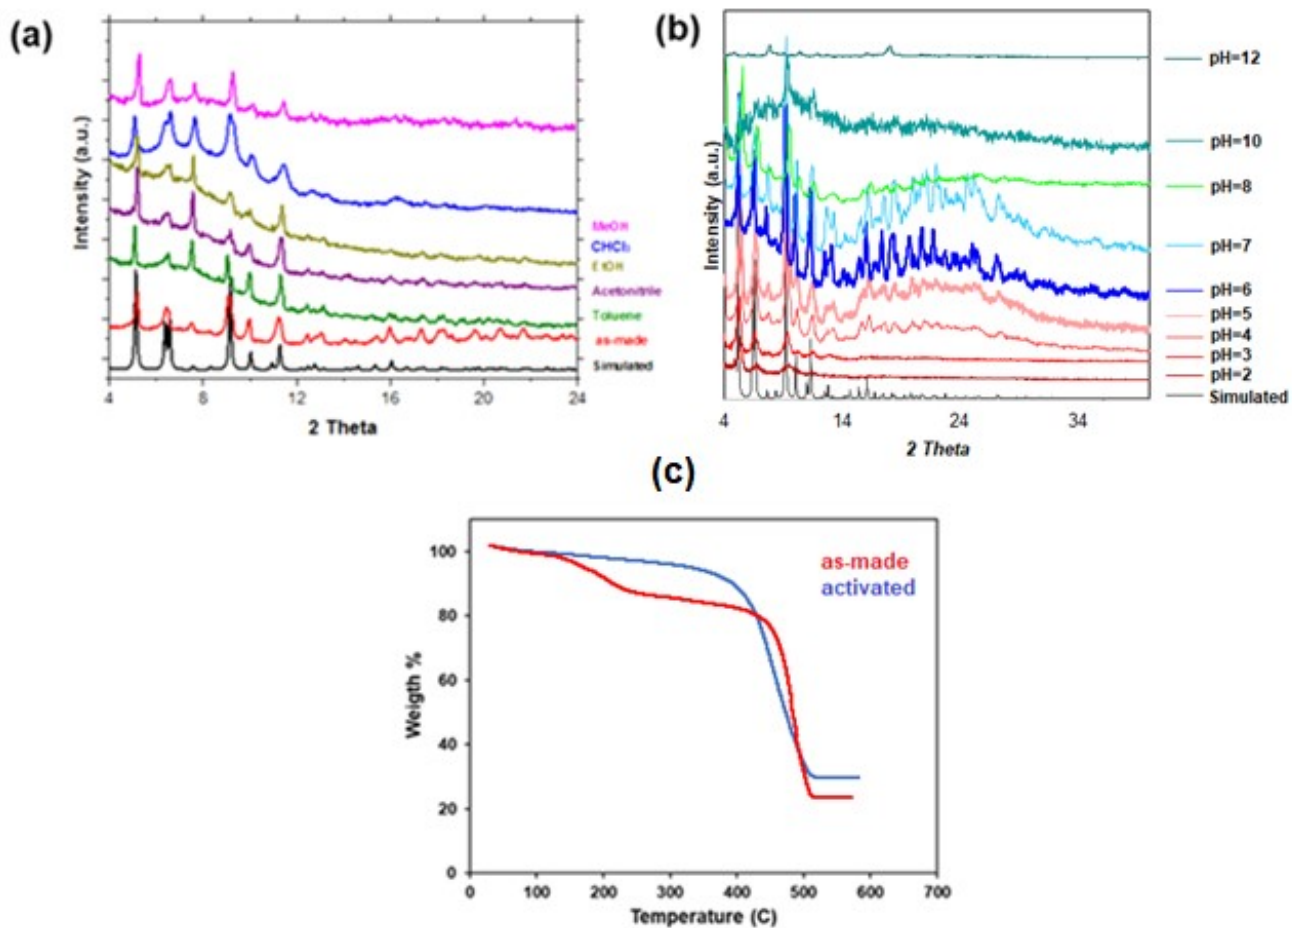 (a)
Intensity (a.u.)
MeOH
CHCl₃
EtOH
Acetonitrile
Toluene
as-made
Simulated
4 8 12 16 20 24
2 Theta
(b)
Intensity (a.u.)
pH=12
pH=10
pH=8
pH=7
pH=6
pH=5
pH=4
pH=3
pH=2
Simulated
4 14 24 34
2 Theta
(c)
Weigth %
100
80
60
40
20
0
as-made
activated
0 100 200 300 400 500 600 700
Temperature (C)